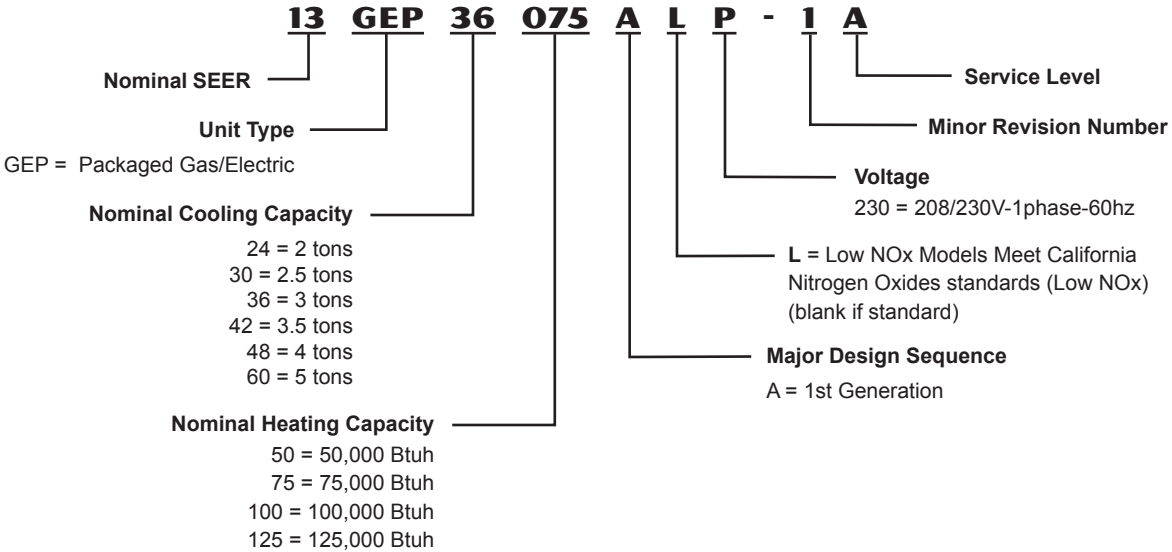 13 GEP 36 075 A L P - 1 A
Nominal SEER
Service Level
Unit Type
GEP = Packaged Gas/Electric
Minor Revision Number
Voltage
230 = 208/230V-1phase-60hz
Nominal Cooling Capacity
24 = 2 tons
30 = 2.5 tons
36 = 3 tons
42 = 3.5 tons
48 = 4 tons
60 = 5 tons
L = Low NOx Models Meet California
Nitrogen Oxides standards (Low NOx)
(blank if standard)
Major Design Sequence
A = 1st Generation
Nominal Heating Capacity
50 = 50,000 Btuh
75 = 75,000 Btuh
100 = 100,000 Btuh
125 = 125,000 Btuh